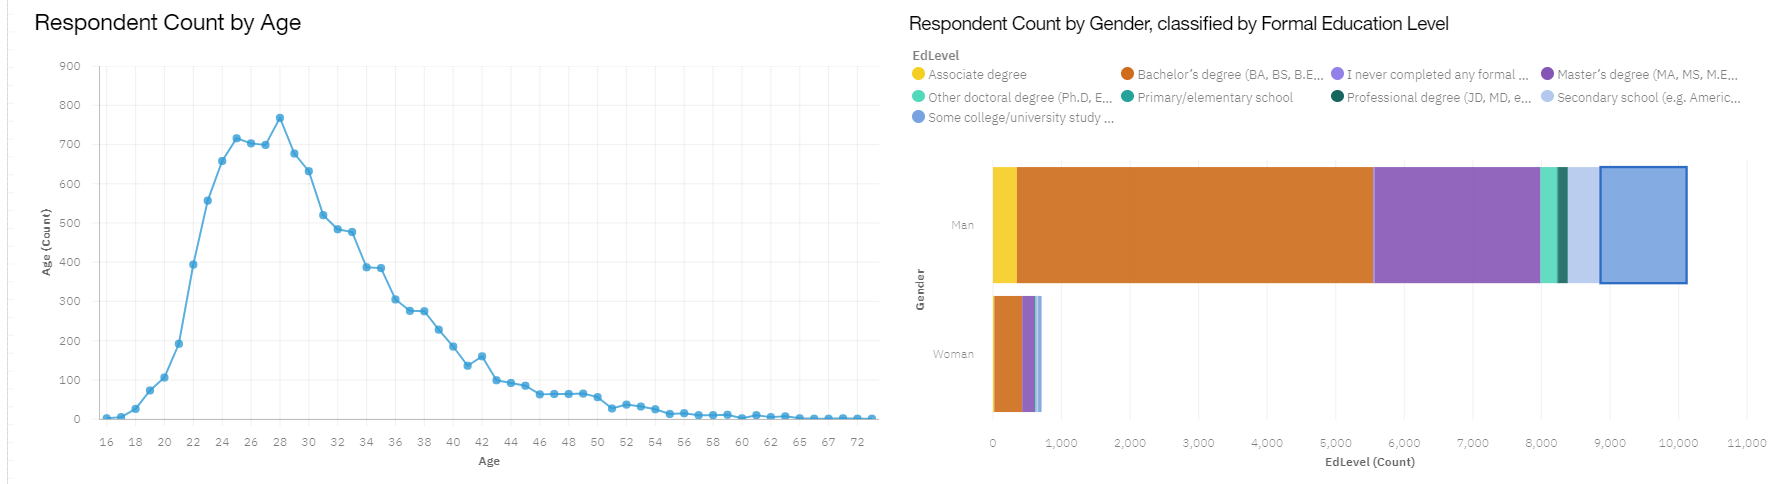 Respondent Count by Age
900
800
700
600
500
400
300
200
100
0
Age (Count)
16 18 20 22 24 26 28 30 32 34 36 38 40 42 44 46 48 50 52 54 56 58 60 62 65 67 72
Age
Respondent Count by Gender, classified by Formal Education Level
EdLevel
Associate degree Bachelor's degree (BA, BS, B.E... I never completed any formal ... Master's degree (MA, MS, M.E...
Other doctoral degree (Ph.D, E... Primary/elementary school Professional degree (JD, MD, e... Secondary school (e.g. Americ...
Some college/university study ...
Man
Gender
Woman
0 1,000 2,000 3,000 4,000 5,000 6,000 7,000 8,000 9,000 10,000 11,000
EdLevel (Count)